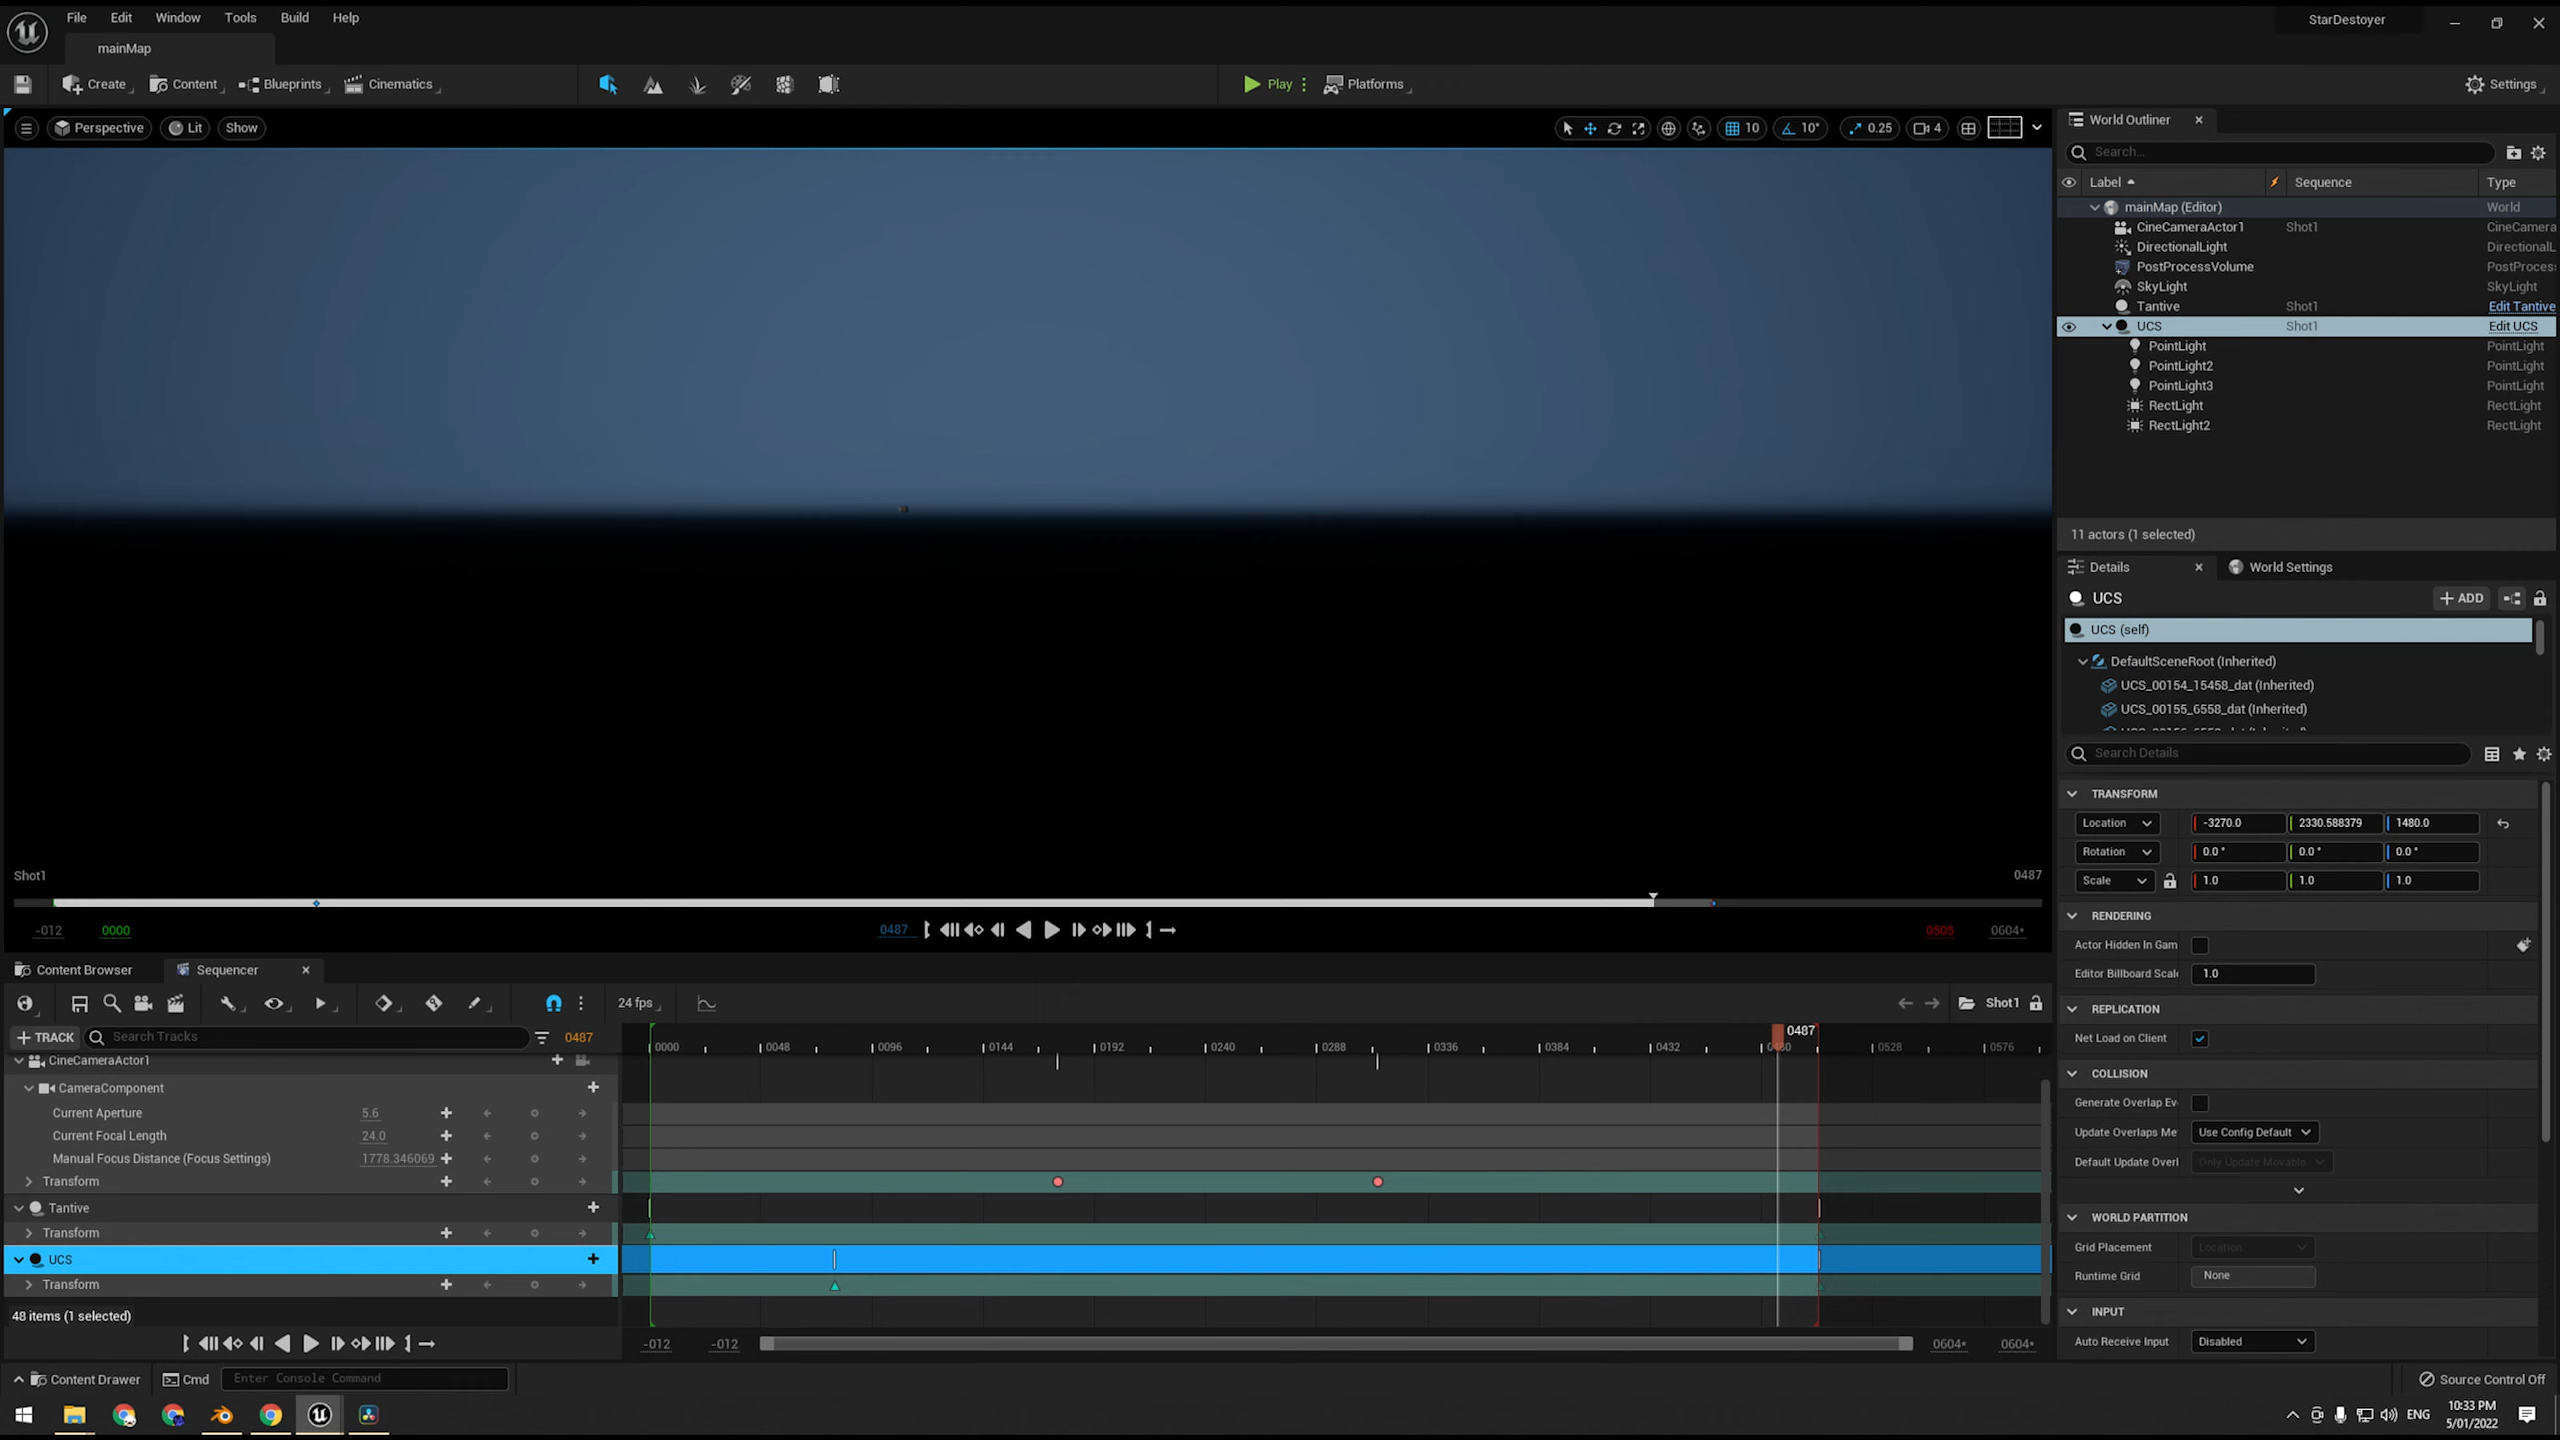 File Edit Window Tools Build Help StarDestoyer
mainMap
Create Content Blueprints Cinematics Play Platforms Settings
Perspective Lit Show 10 10° 0.25 4
World Outliner
Search...
Label Sequence Type
mainMap (Editor) World
CineCameraActor1 Shot1 CineCamera
DirectionalLight DirectionalL
PostProcessVolume PostProces
SkyLight SkyLight
Tantive Shot1 Edit Tantive
UCS Shot1 Edit UCS
PointLight PointLight
PointLight2 PointLight
PointLight3 PointLight
RectLight RectLight
RectLight2 RectLight
11 actors (1 selected)
Details World Settings
UCS ADD
UCS (self)
DefaultSceneRoot (Inherited)
UCS_00154_15458_dat (Inherited)
UCS_00155_6558_dat (Inherited)
Search Details
TRANSFORM
Location -3270.0 2330.588379 1480.0
Rotation 0.0 ° 0.0 ° 0.0 °
Scale 1.0 1.0 1.0
RENDERING
Actor Hidden In Gam
Editor Billboard Scal
1.0
REPLICATION
Net Load on Client
COLLISION
Generate Overlap Ev
Update Overlaps Me Use Config Default
Default Update Overl Only Update Movable
WORLD PARTITION
Grid Placement Location
Runtime Grid None
INPUT
Auto Receive Input Disabled
Shot1 0487
-012 0000 0487 0505 0604*
Content Browser Sequencer
24 fps Shot1
TRACK Search Tracks 0487 0487
0000 0048 0096 0144 0192 0240 0288 0336 0384 0432 0480 0528 0576
CineCameraActor1
CameraComponent
Current Aperture 5.6
Current Focal Length 24.0
Manual Focus Distance (Focus Settings) 1778.346069
Transform
Tantive
Transform
UCS
Transform
48 items (1 selected)
-012 -012 0604* 0604*
Content Drawer Cmd Enter Console Command Source Control Off
ENG 10:33 PM
5/01/2022